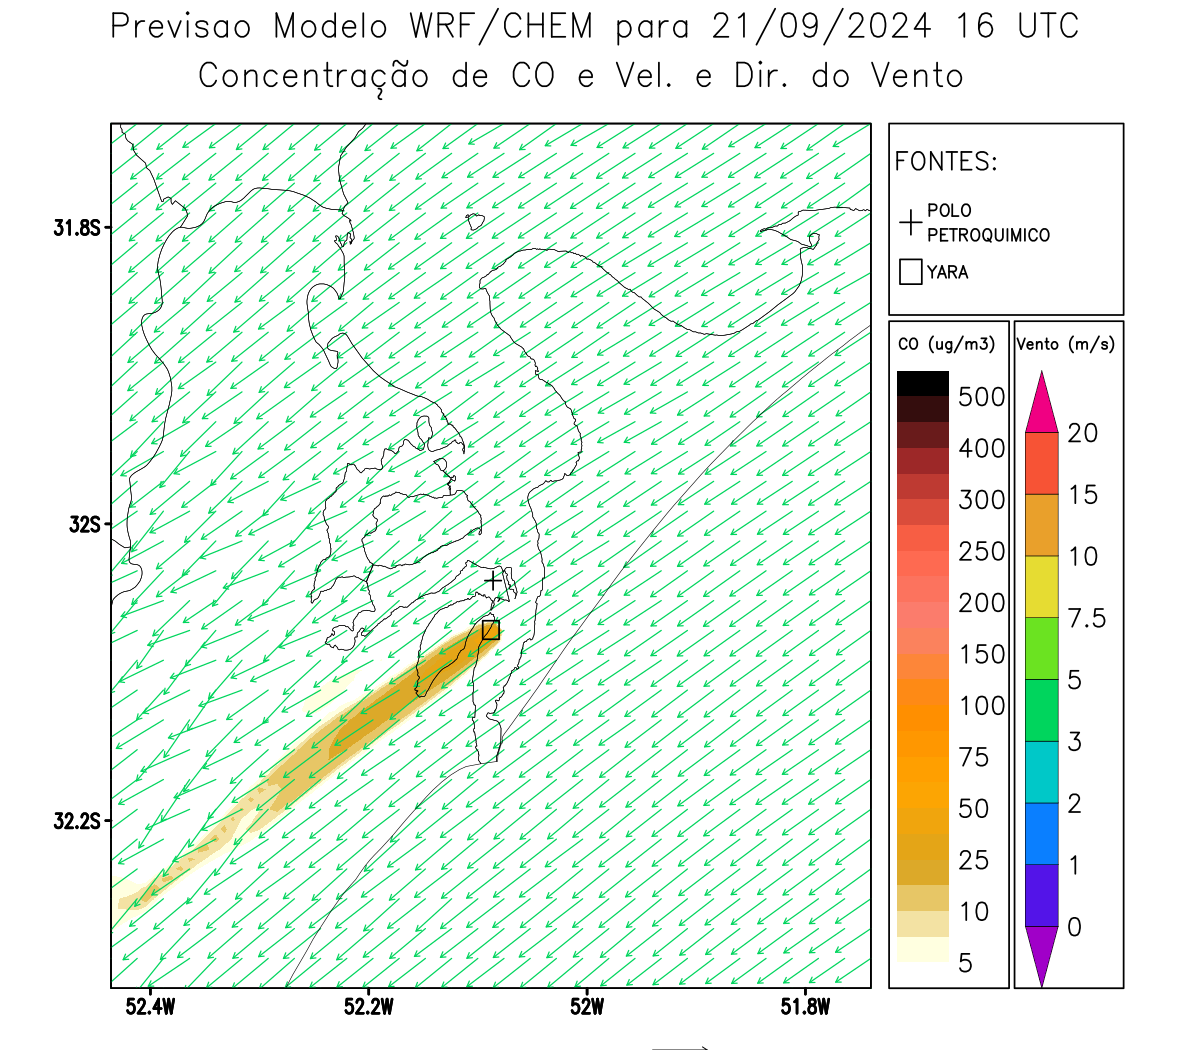 Previsao Modelo WRF/CHEM para 21/09/2024 16 UTC
Concentração de CO e Vel. e Dir. do Vento
FONTES:
POLO
PETROQUIMICO
YARA
31.8S
32S
32.2S
52.4W
52.2W
52W
51.8W
CO (ug/m3)
500
400
300
250
200
150
100
75
50
25
10
5
Vento (m/s)
20
15
10
7.5
5
3
2
1
0